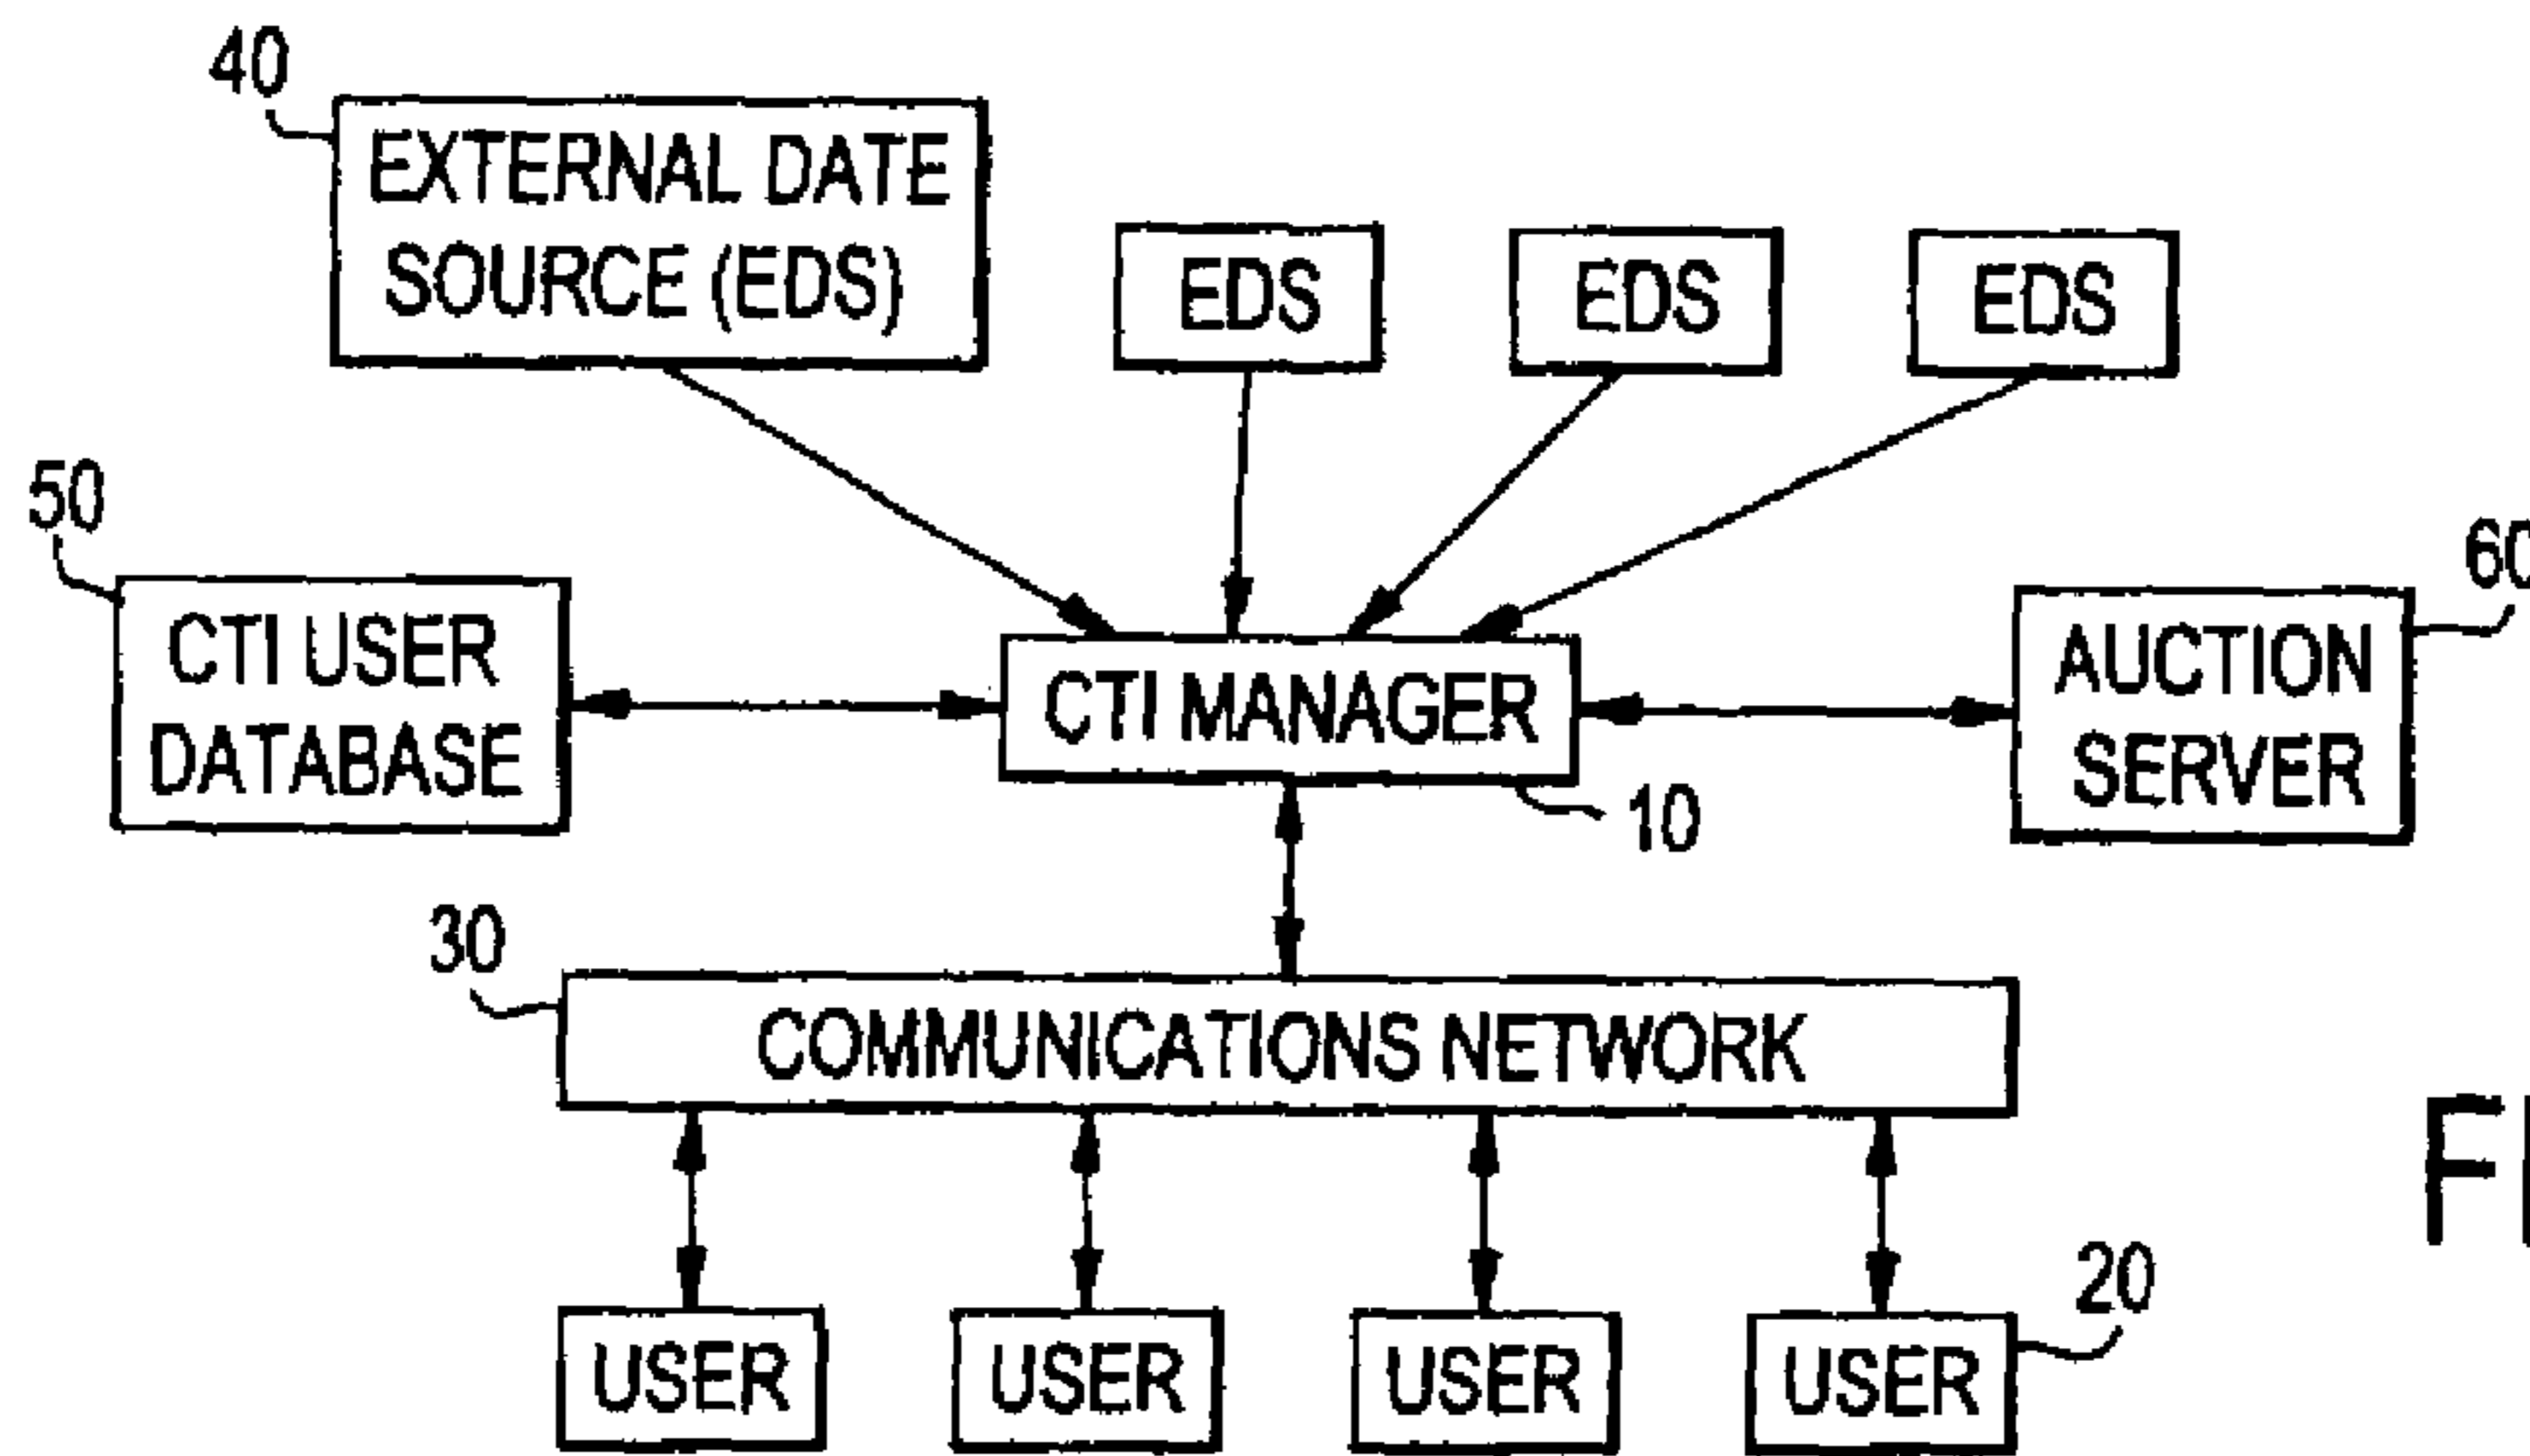 40
EXTERNAL DATE
SOURCE (EDS)
EDS
EDS
EDS
50
CTI USER
DATABASE
CTI MANAGER
10
60
AUCTION
SERVER
30
COMMUNICATIONS NETWORK
USER
USER
USER
USER
20